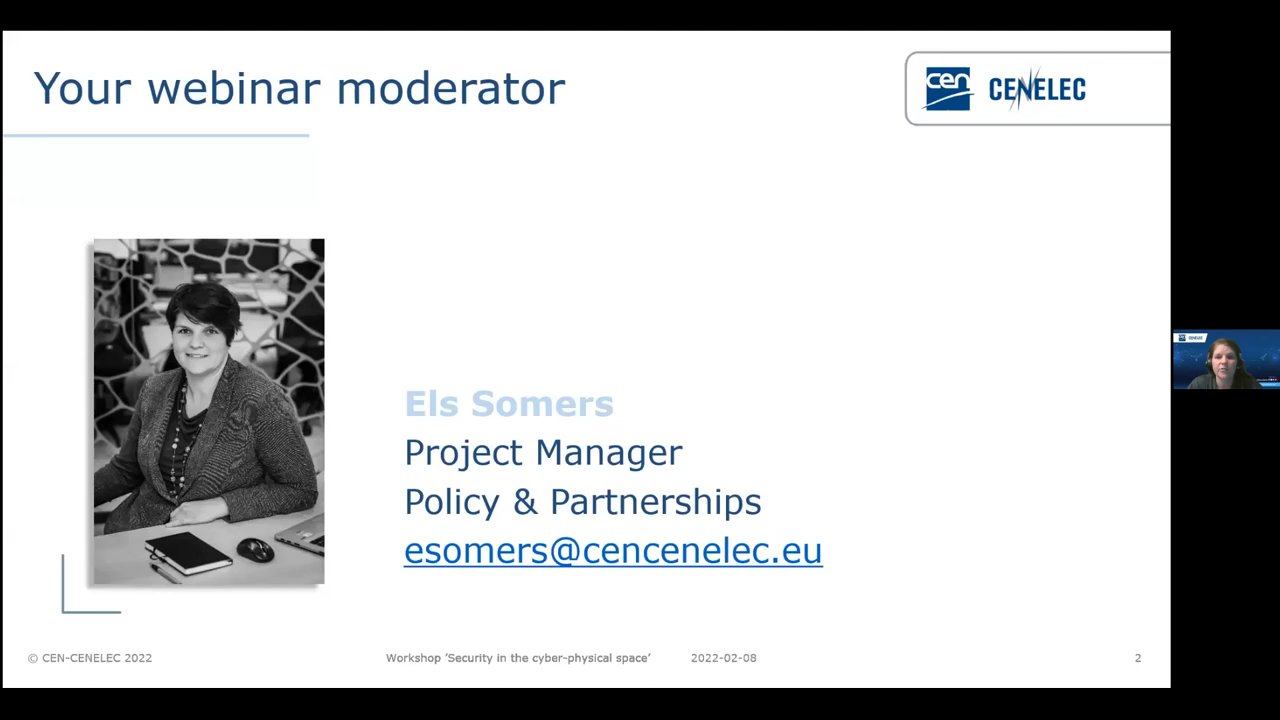 Your webinar moderator
cen
CENELEC
Els Somers
Project Manager
Policy & Partnerships
esomers@cencenelec.eu
© CEN-CENELEC 2022
Workshop ‘Security in the cyber-physical space’
2022-02-08
2